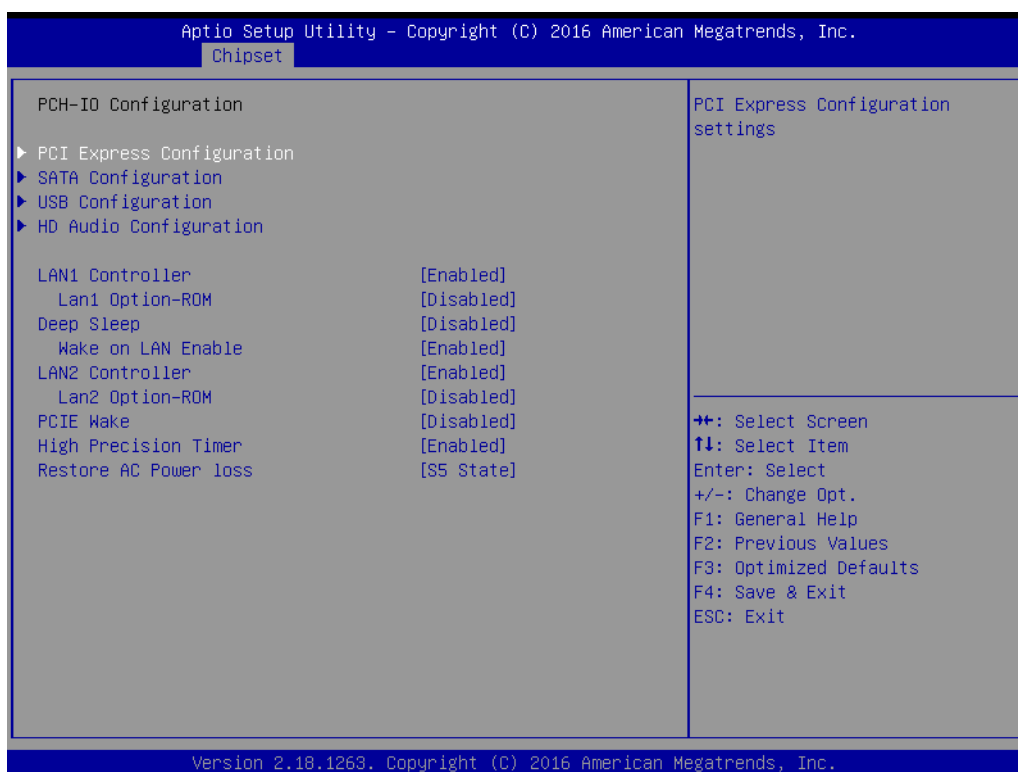 Aptio Setup Utility – Copyright (C) 2016 American Megatrends, Inc.
Chipset
PCH-IO Configuration
PCI Express Configuration
SATA Configuration
USB Configuration
HD Audio Configuration
LAN1 Controller [Enabled]
Lan1 Option-ROM [Disabled]
Deep Sleep [Disabled]
Wake on LAN Enable [Enabled]
LAN2 Controller [Enabled]
Lan2 Option-ROM [Disabled]
PCIE Wake [Disabled]
High Precision Timer [Enabled]
Restore AC Power loss [S5 State]
PCI Express Configuration
settings
→←: Select Screen
↑↓: Select Item
Enter: Select
+/-: Change Opt.
F1: General Help
F2: Previous Values
F3: Optimized Defaults
F4: Save & Exit
ESC: Exit
Version 2.18.1263. Copyright (C) 2016 American Megatrends, Inc.